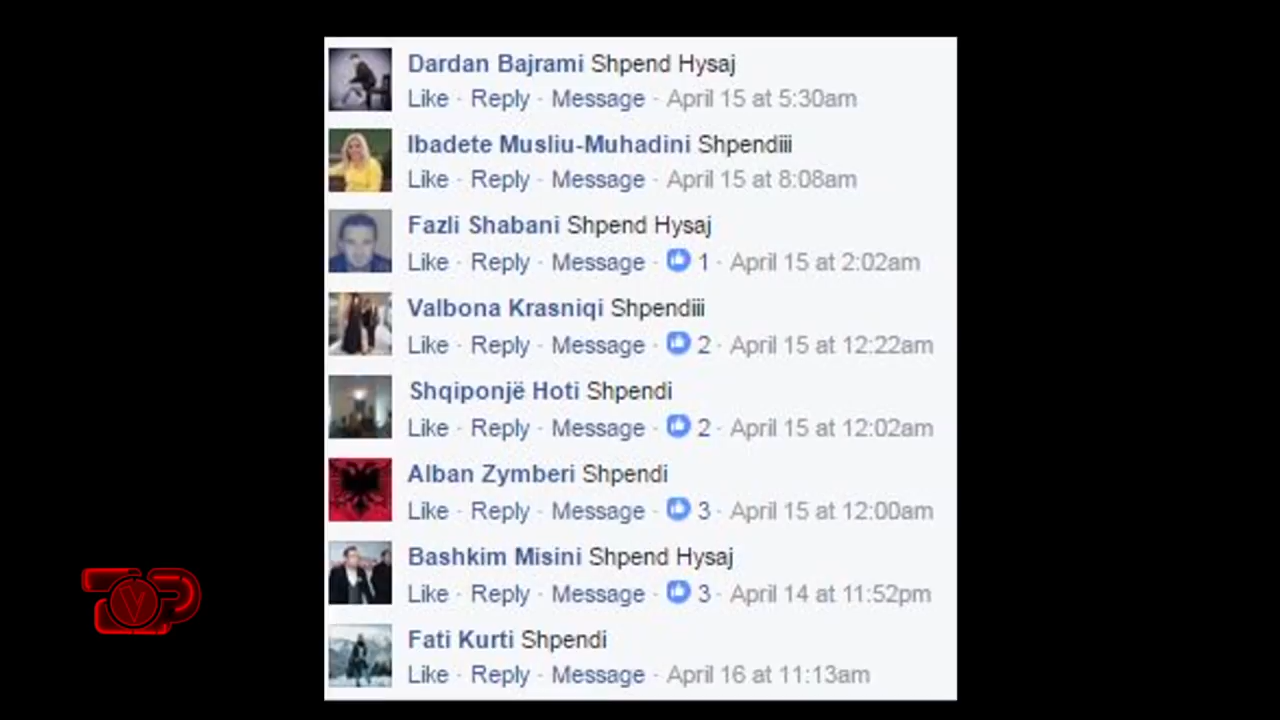 Dardan Bajrami Shpend Hysaj
Like · Reply · Message · April 15 at 5:30am
Ibadete Musliu-Muhadini Shpendiii
Like · Reply · Message · April 15 at 8:08am
Fazli Shabani Shpend Hysaj
Like · Reply · Message · 1 · April 15 at 2:02am
Valbona Krasniqi Shpendiii
Like · Reply · Message · 2 · April 15 at 12:22am
Shqiponjë Hoti Shpendi
Like · Reply · Message · 2 · April 15 at 12:02am
Alban Zymberi Shpendi
Like · Reply · Message · 3 · April 15 at 12:00am
Bashkim Misini Shpend Hysaj
Like · Reply · Message · 3 · April 14 at 11:52pm
Fati Kurti Shpendi
Like · Reply · Message · April 16 at 11:13am